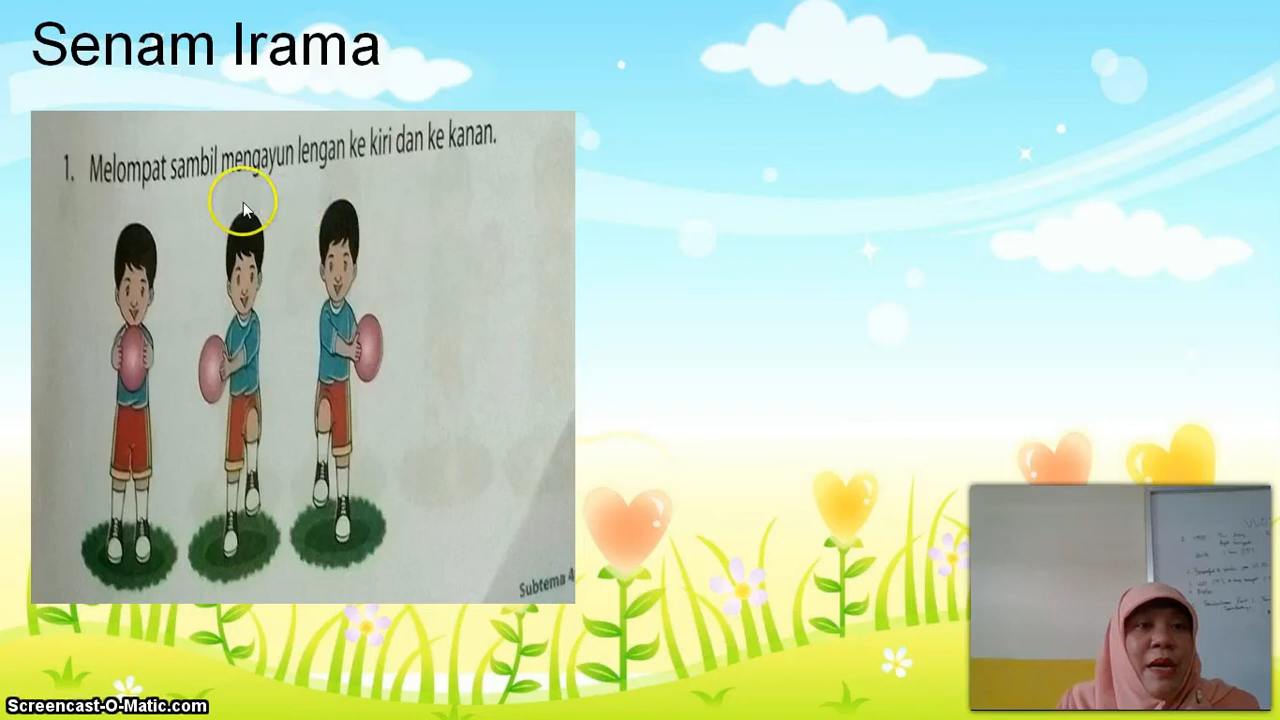 Senam Irama
1. Melompat sambil mengayun lengan ke kiri dan ke kanan.
Subtema 4
Screencast-O-Matic.com